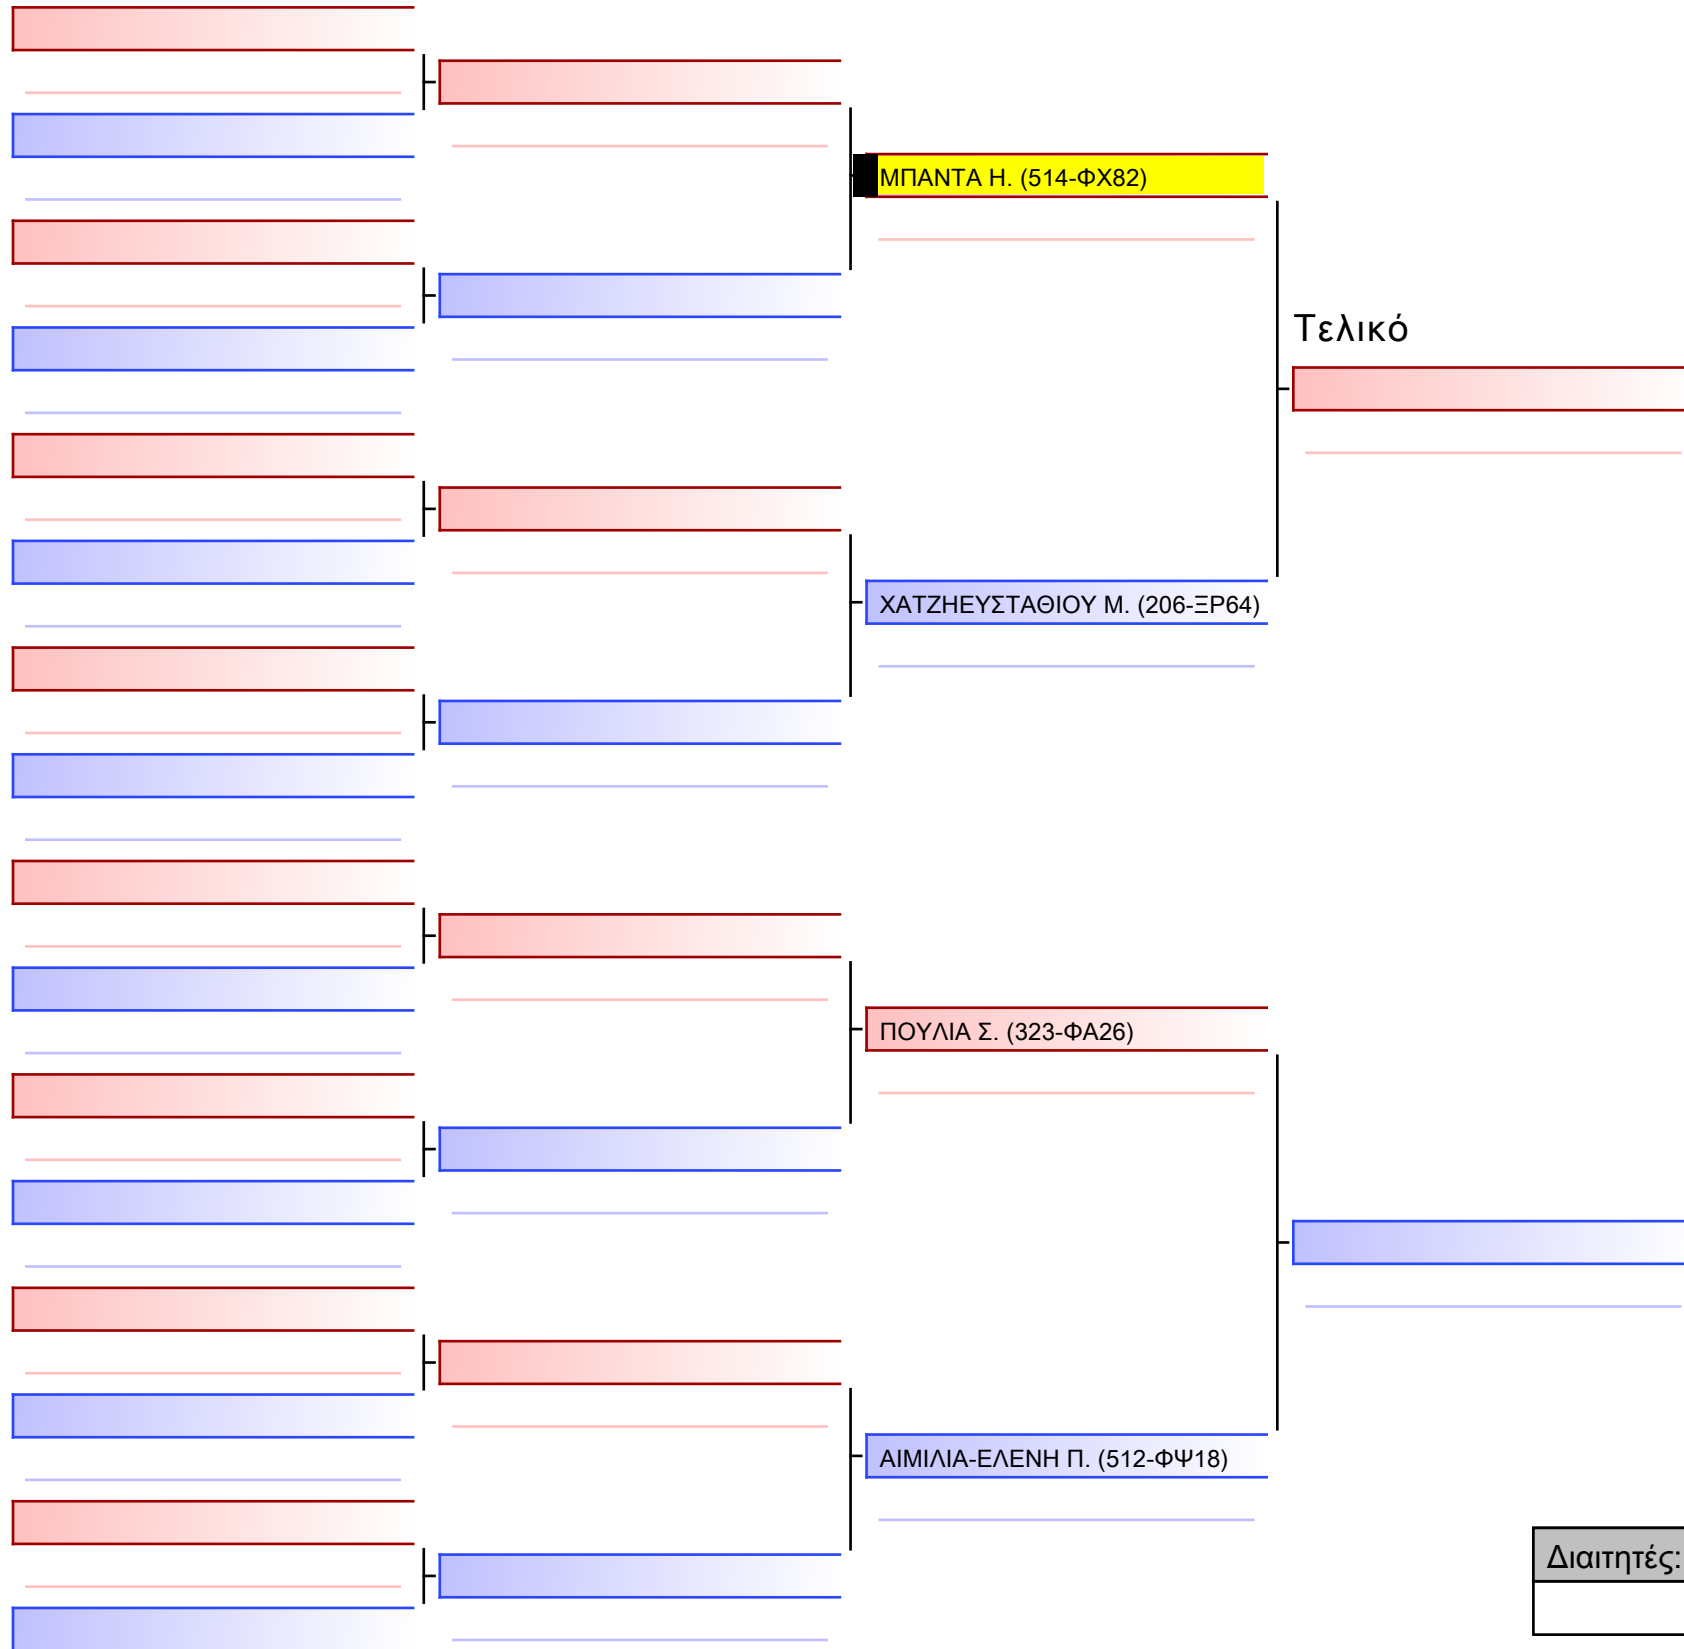 ΜΠΑΝΤΑ Η. (514-ΦΧ82)
Τελικό
ΧΑΤΖΗΕΥΣΤΑΘΙΟΥ Μ. (206-ΞΡ64)
ΠΟΥΛΙΑ Σ. (323-ΦΑ26)
ΑΙΜΙΛΙΑ-ΕΛΕΝΗ Π. (512-ΦΨ18)
Διαιτητές: